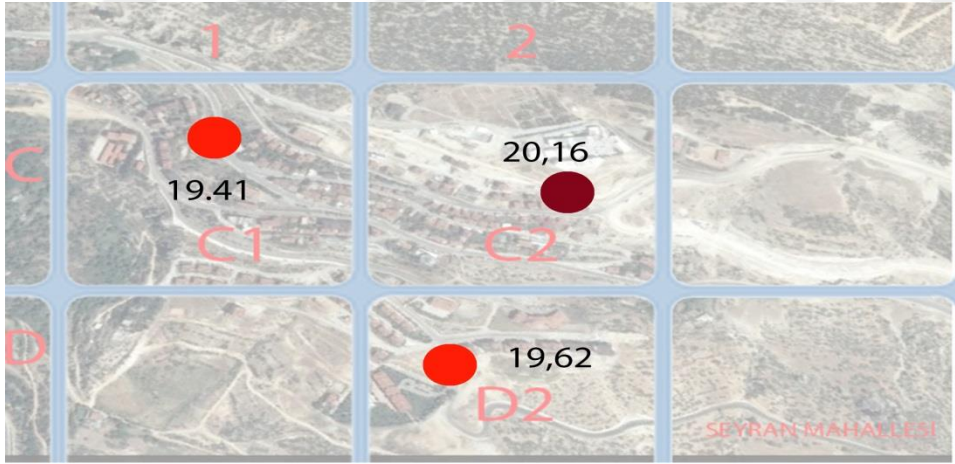 1 2
C
20,16
19.41
C1 C2
D
19,62
D2
SEYRAN MAHALLESİ